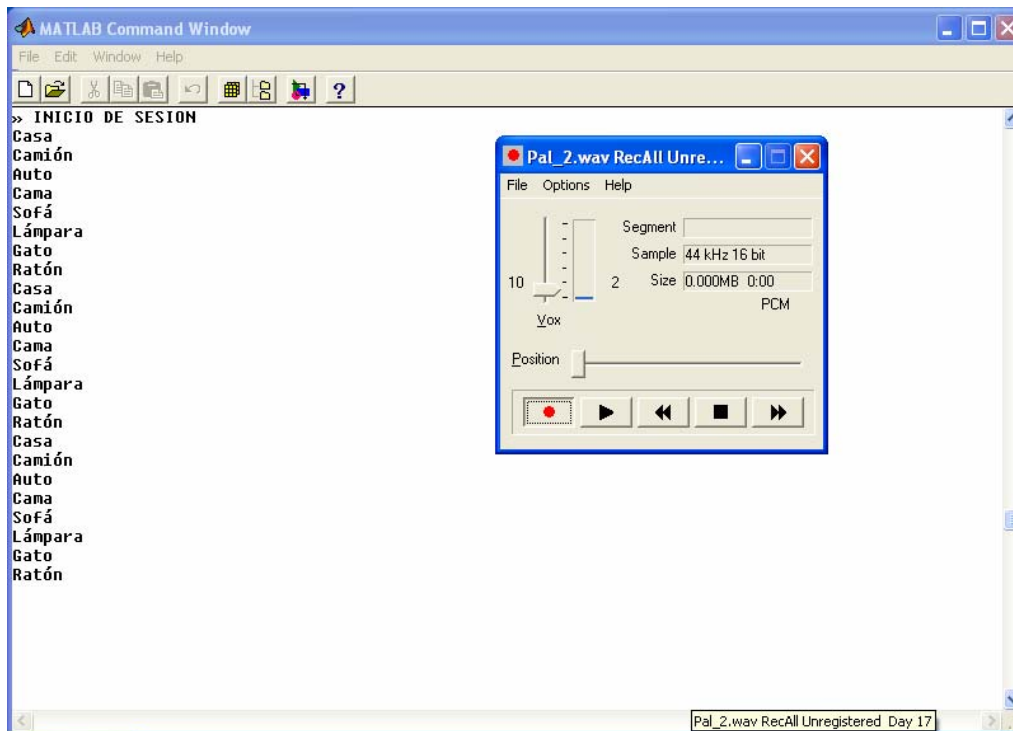 MATLAB Command Window
File Edit Window Help
?
» INICIO DE SESION
Casa
Camión
Auto
Cama
Sofá
Lámpara
Gato
Ratón
Casa
Camión
Auto
Cama
Sofá
Lámpara
Gato
Ratón
Casa
Camión
Auto
Cama
Sofá
Lámpara
Gato
Ratón
Pal_2.wav RecAll Unre...
File Options Help
Segment
Sample 44 kHz 16 bit
10 2 Size 0.000MB 0:00
PCM
Vox
Position
Pal_2.wav RecAll Unregistered Day 17